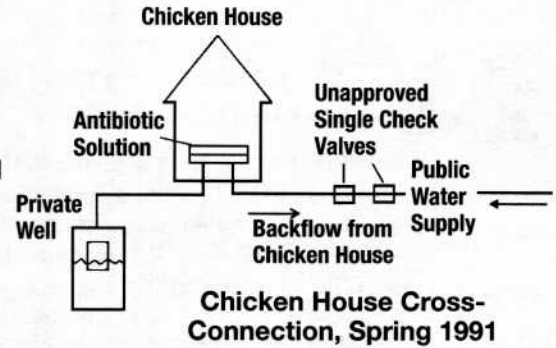 Chicken House
Antibiotic
Solution
Unapproved
Single Check
Valves
Public
Water
Supply
Private
Well
Backflow from
Chicken House
Chicken House Cross-
Connection, Spring 1991